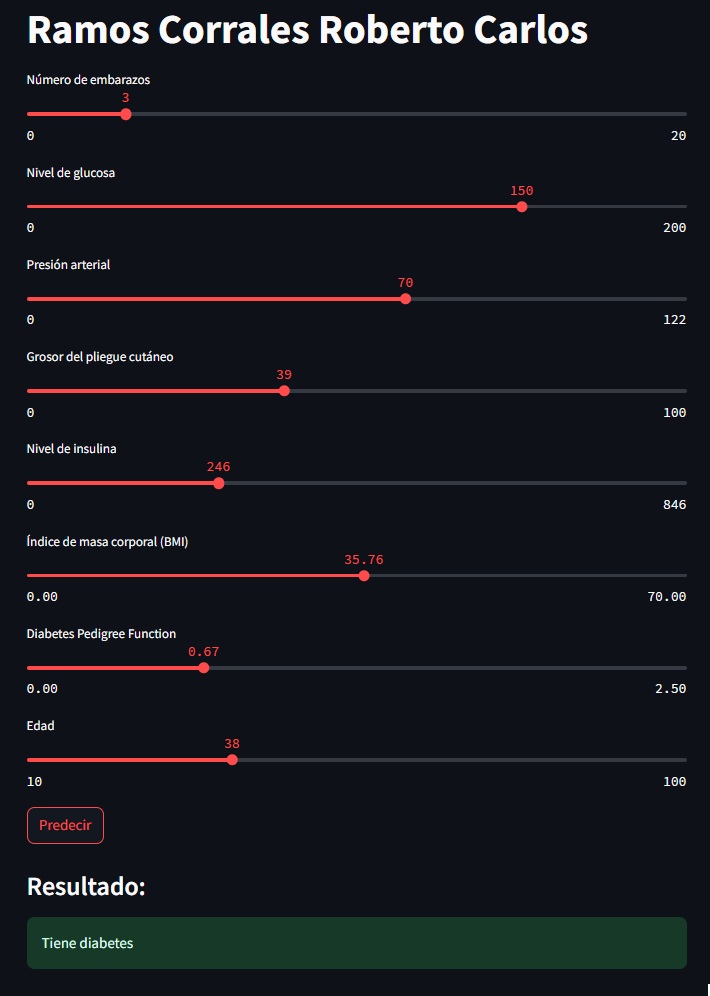 Ramos Corrales Roberto Carlos
Número de embarazos
3
0 20
Nivel de glucosa
150
0 200
Presión arterial
70
0 122
Grosor del pliegue cutáneo
39
0 100
Nivel de insulina
246
0 846
Índice de masa corporal (BMI)
35.76
0.00 70.00
Diabetes Pedigree Function
0.67
0.00 2.50
Edad
38
10 100
Predecir
Resultado:
Tiene diabetes